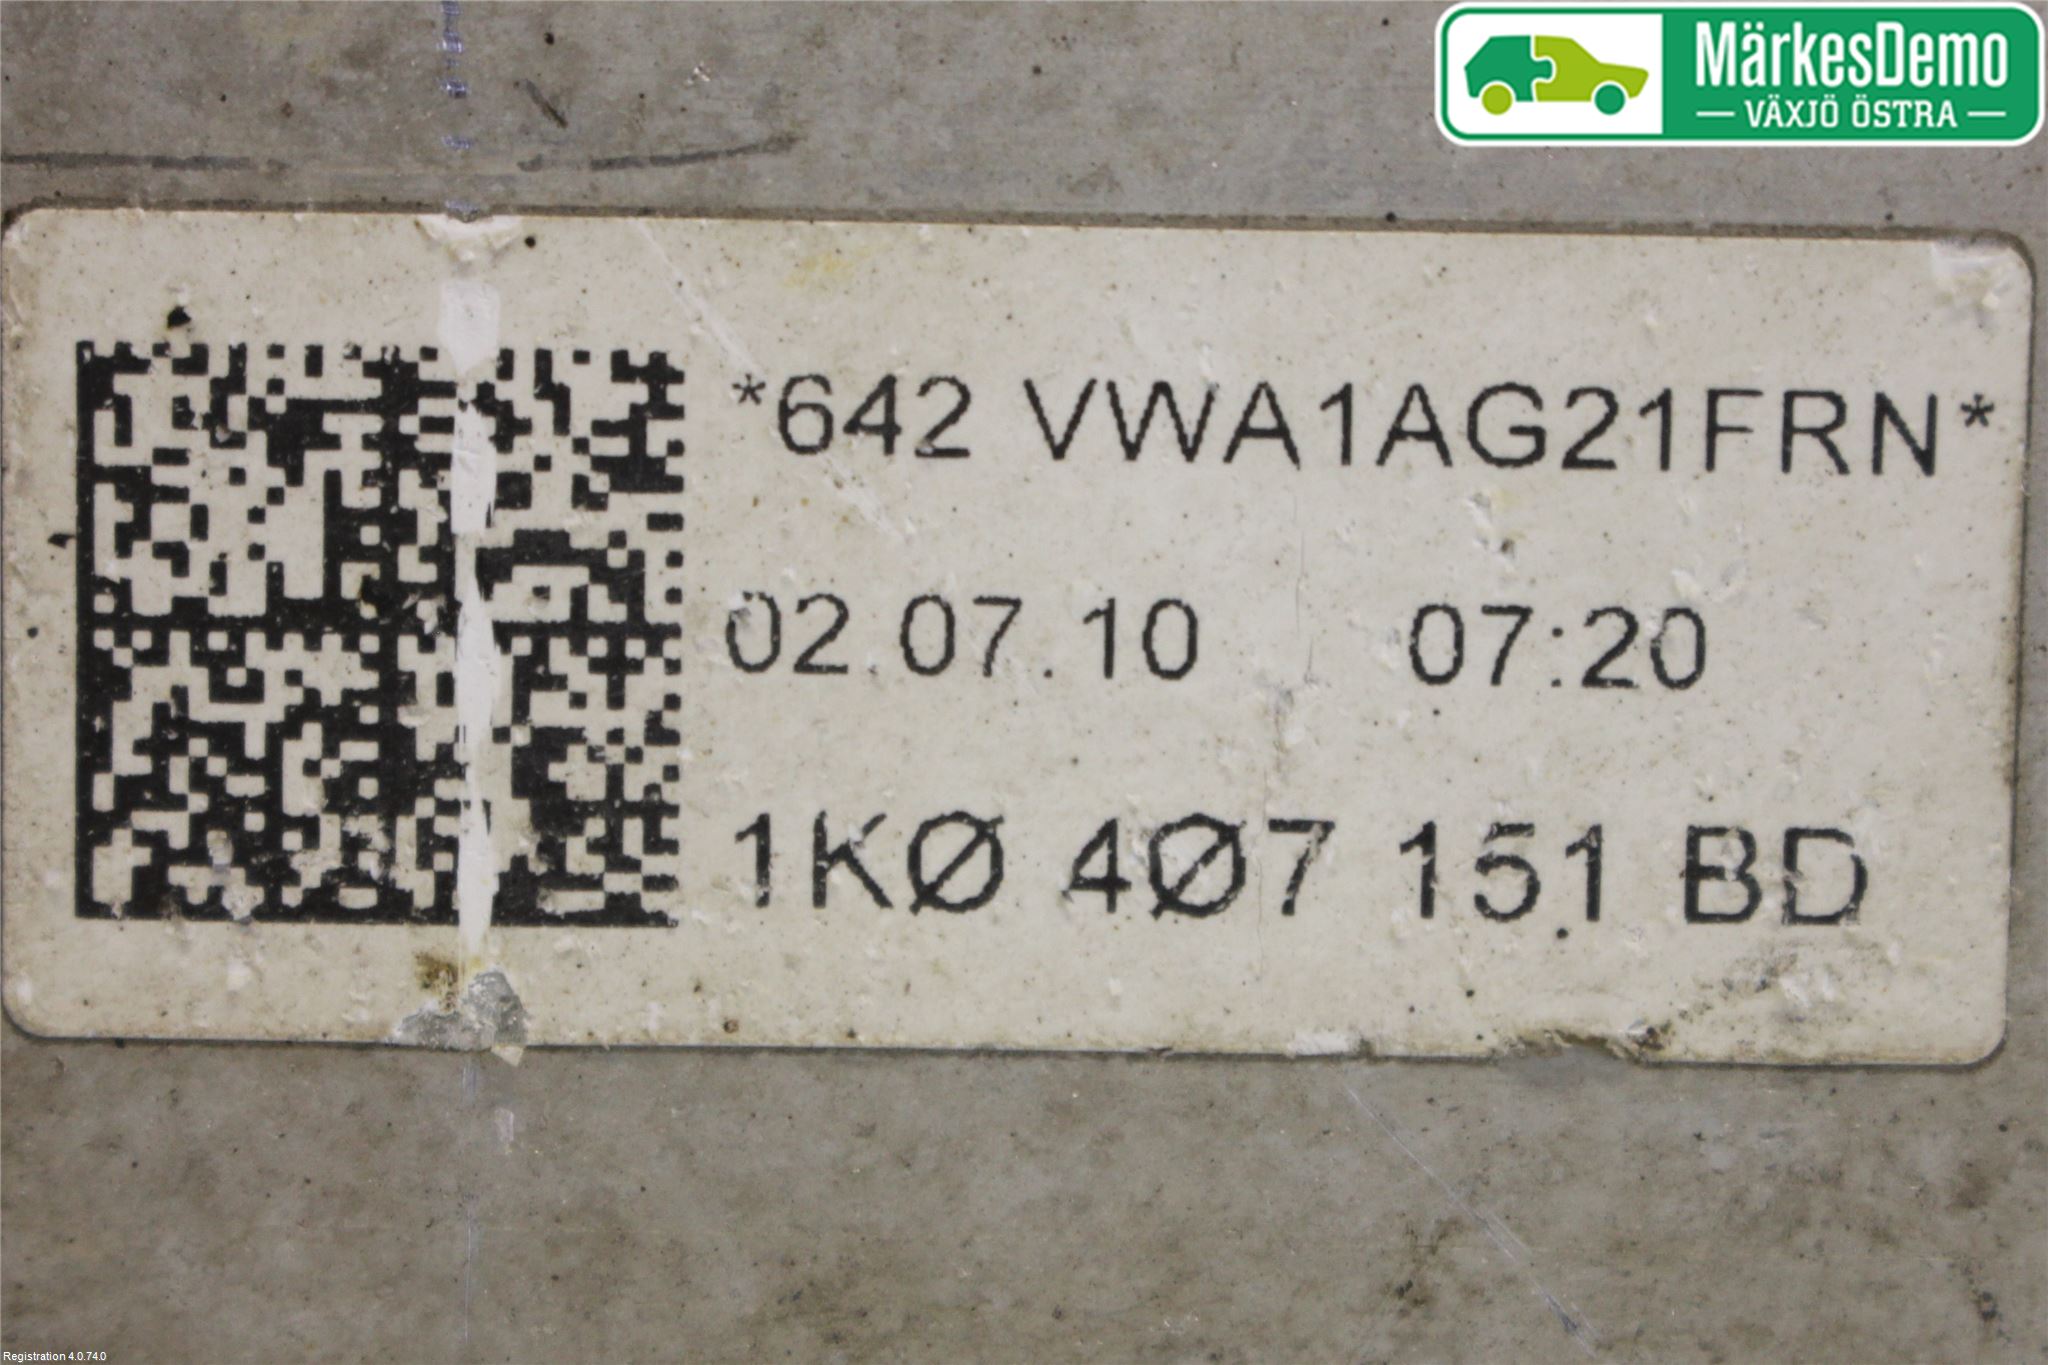 MärkesDemo
— VÄXJÖ ÖSTRA —
*642 VWA1AG21FRN*
02.07.10 07:20
1KØ 4Ø7 151 BD
Registration 4.0.74.0